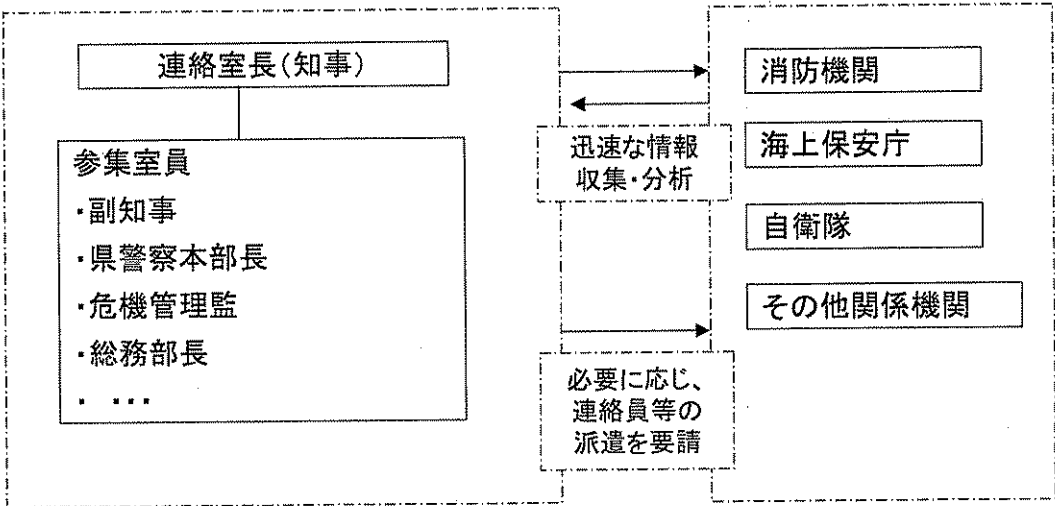 連絡室長(知事)
参集室員
・副知事
・県警察本部長
・危機管理監
・総務部長
・ ・・・
迅速な情報
収集・分析
必要に応じ、
連絡員等の
派遣を要請
消防機関
海上保安庁
自衛隊
その他関係機関